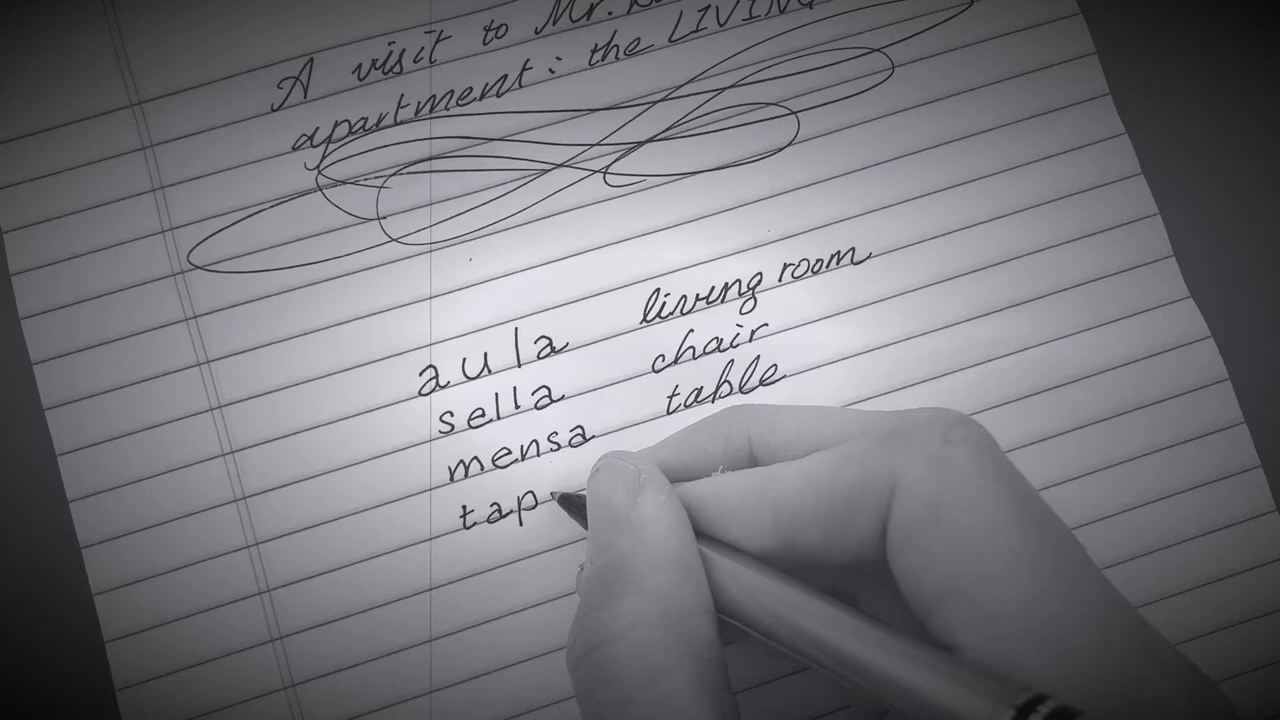 A visit to Mr.
apartment: the LIVING
aula living room
sella chair
mensa table
tap